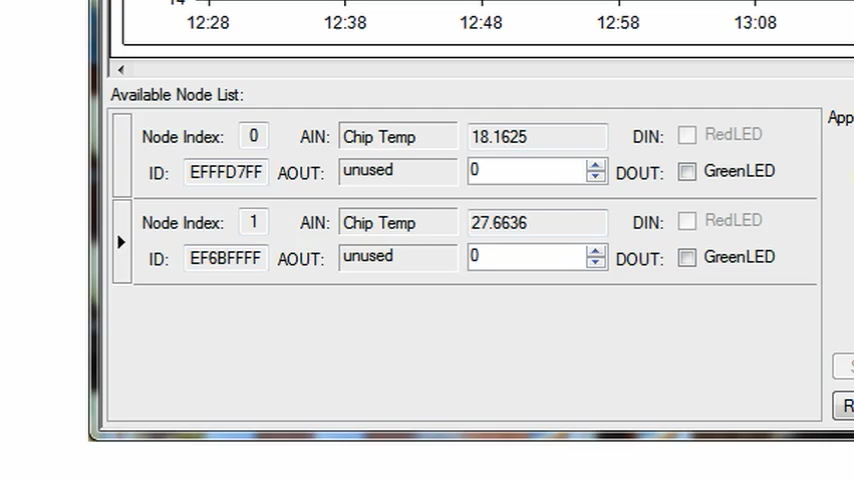 14
12:28 12:38 12:48 12:58 13:08
Available Node List:
App
Node Index: 0 AIN: Chip Temp 18.1625 DIN: RedLED
ID: EFFFD7FF AOUT: unused 0 DOUT: GreenLED
Node Index: 1 AIN: Chip Temp 27.6636 DIN: RedLED
ID: EF6BFFFF AOUT: unused 0 DOUT: GreenLED
S
R